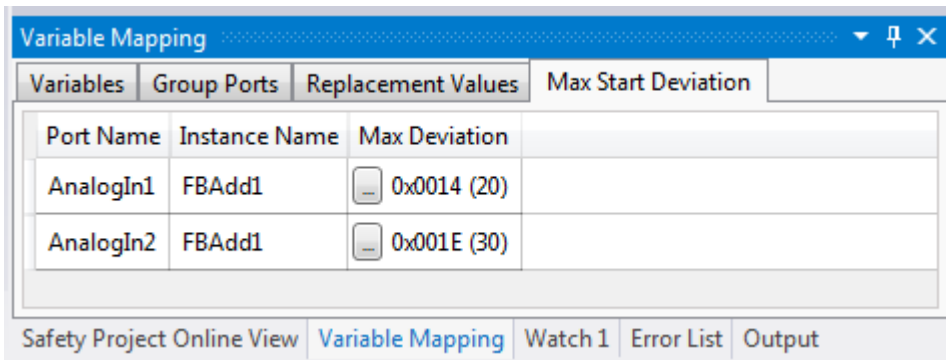 Variable Mapping
Variables Group Ports Replacement Values Max Start Deviation
Port Name Instance Name Max Deviation
AnalogIn1 FBAdd1 ... 0x0014 (20)
AnalogIn2 FBAdd1 ... 0x001E (30)
Safety Project Online View Variable Mapping Watch 1 Error List Output